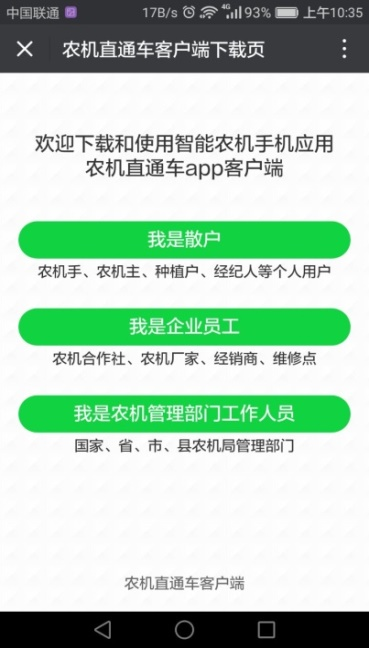 中国联通 17B/s 4G 93% 上午10:35
农机直通车客户端下载页
欢迎下载和使用智能农机手机应用
农机直通车app客户端
我是散户
农机手、农机主、种植户、经纪人等个人用户
我是企业员工
农机合作社、农机厂家、经销商、维修点
我是农机管理部门工作人员
国家、省、市、县农机局管理部门
农机直通车客户端